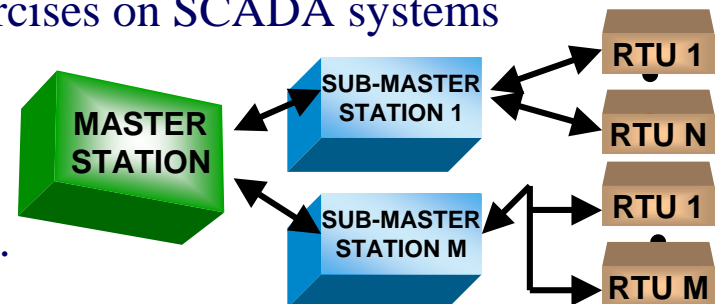 rcises on SCADA systems
MASTER
STATION
SUB-MASTER
STATION 1
SUB-MASTER
STATION M
RTU 1
RTU N
RTU 1
RTU M
.